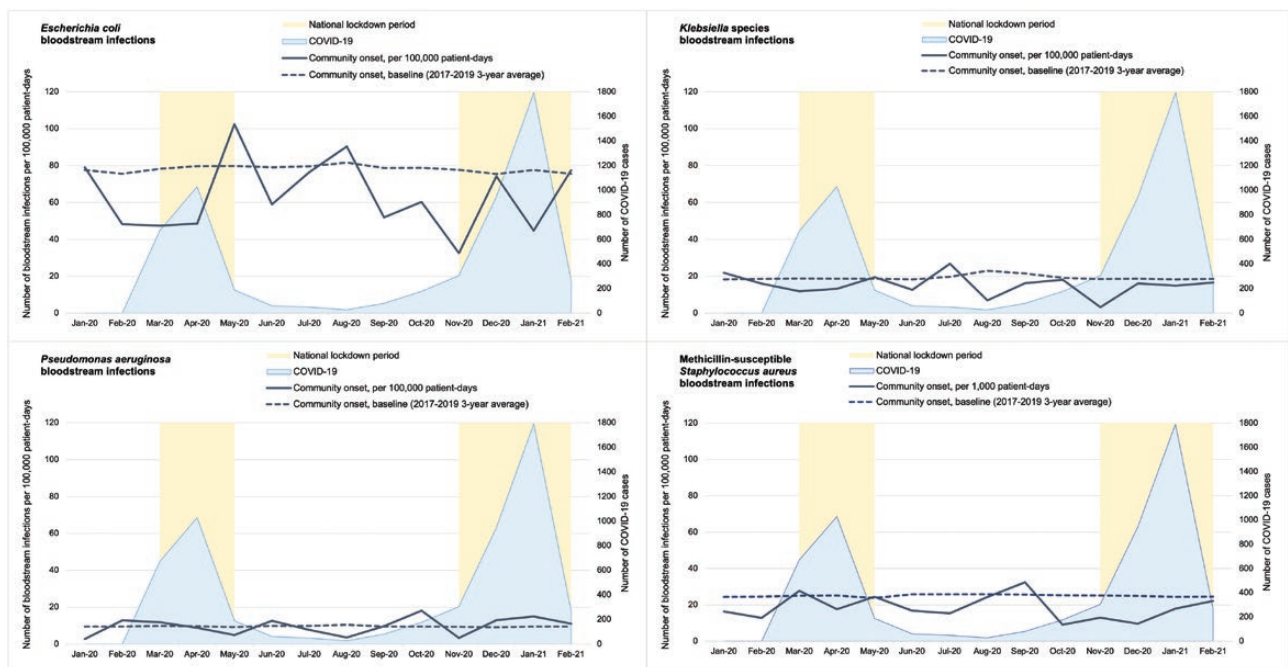 Escherichia coli
bloodstream infections
National lockdown period
COVID-19
Community onset, per 100,000 patient-days
Community onset, baseline (2017-2019 3-year average)
Number of bloodstream infections per 100,000 patient-days
120
100
80
60
40
20
0
1800
1600
1400
1200
1000
800
600
400
200
0
Number of COVID-19 cases
Jan-20 Feb-20 Mar-20 Apr-20 May-20 Jun-20 Jul-20 Aug-20 Sep-20 Oct-20 Nov-20 Dec-20 Jan-21 Feb-21
Klebsiella species
bloodstream infections
National lockdown period
COVID-19
Community onset, per 100,000 patient-days
Community onset, baseline (2017-2019 3-year average)
Number of bloodstream infections per 100,000 patient-days
120
100
80
60
40
20
0
1800
1600
1400
1200
1000
800
600
400
200
0
Number of COVID-19 cases
Jan-20 Feb-20 Mar-20 Apr-20 May-20 Jun-20 Jul-20 Aug-20 Sep-20 Oct-20 Nov-20 Dec-20 Jan-21 Feb-21
Pseudomonas aeruginosa
bloodstream infections
National lockdown period
COVID-19
Community onset, per 100,000 patient-days
Community onset, baseline (2017-2019 3-year average)
Number of bloodstream infections per 100,000 patient-days
120
100
80
60
40
20
0
1800
1600
1400
1200
1000
800
600
400
200
0
Number of COVID-19 cases
Jan-20 Feb-20 Mar-20 Apr-20 May-20 Jun-20 Jul-20 Aug-20 Sep-20 Oct-20 Nov-20 Dec-20 Jan-21 Feb-21
Methicillin-susceptible
Staphylococcus aureus
bloodstream infections
National lockdown period
COVID-19
Community onset, per 1,000 patient-days
Community onset, baseline (2017-2019 3-year average)
Number of bloodstream infections per 100,000 patient-days
120
100
80
60
40
20
0
1800
1600
1400
1200
1000
800
600
400
200
0
Number of COVID-19 cases
Jan-20 Feb-20 Mar-20 Apr-20 May-20 Jun-20 Jul-20 Aug-20 Sep-20 Oct-20 Nov-20 Dec-20 Jan-21 Feb-21